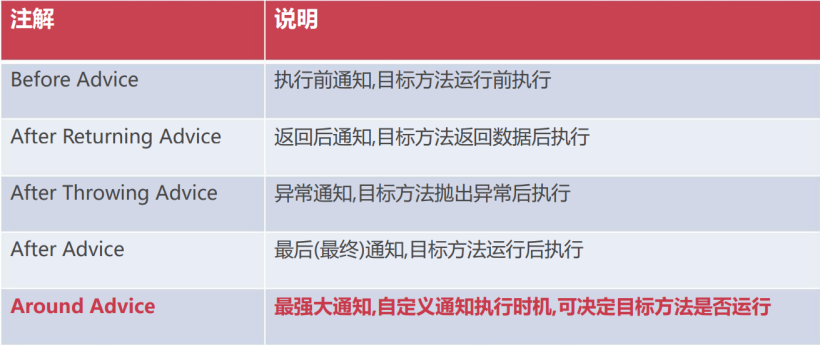 注解 说明
Before Advice 执行前通知,目标方法运行前执行
After Returning Advice 返回后通知,目标方法返回数据后执行
After Throwing Advice 异常通知,目标方法抛出异常后执行
After Advice 最后(最终)通知,目标方法运行后执行
Around Advice 最强大通知,自定义通知执行时机,可决定目标方法是否运行